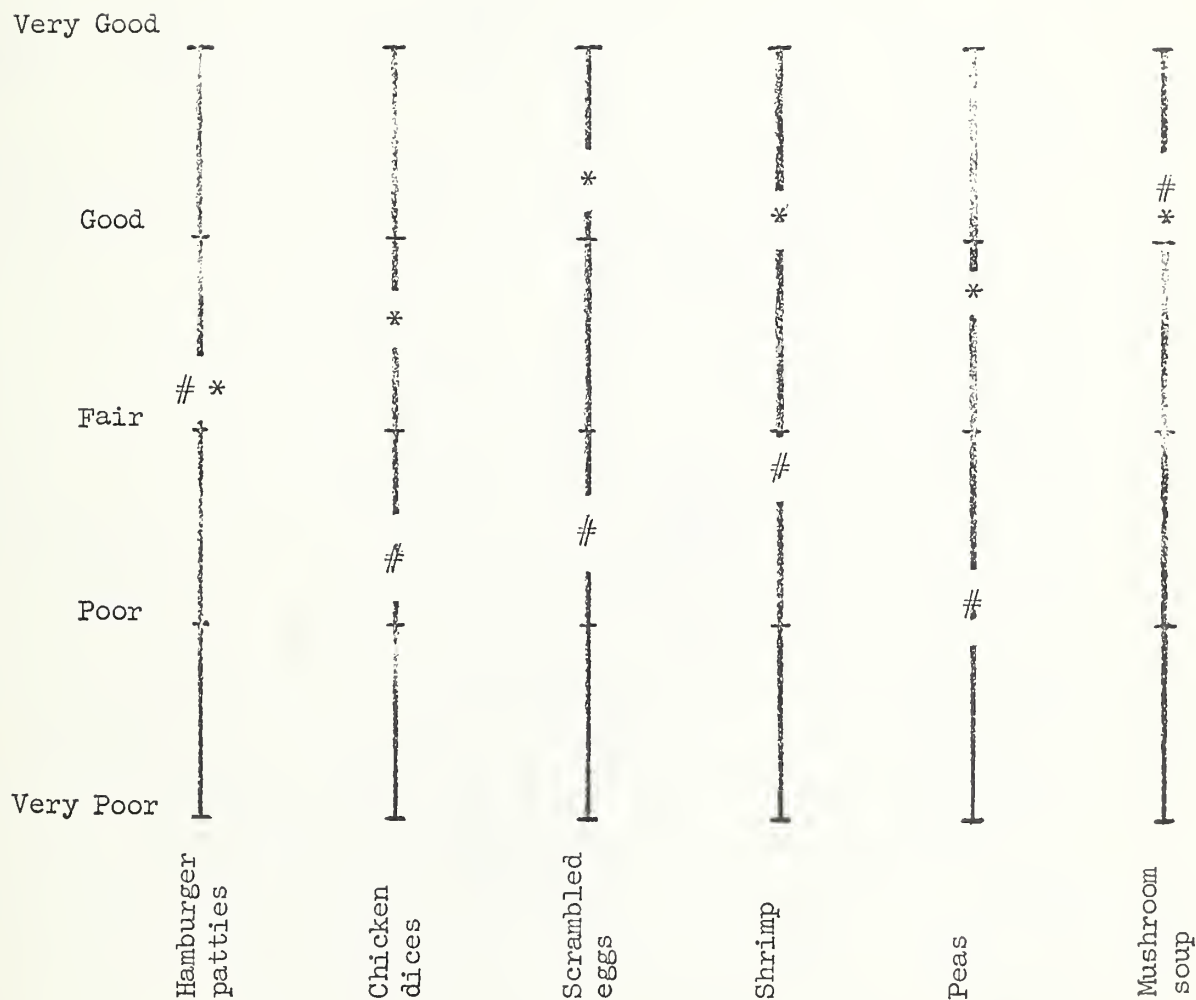 Very Good
*
#
*
Good
*
*
*
# *
Fair
#
#
#
Poor
#
Very Poor
Hamburger
patties
Chicken
dices
Scrambled
eggs
Shrimp
Peas
Mushroom
soup